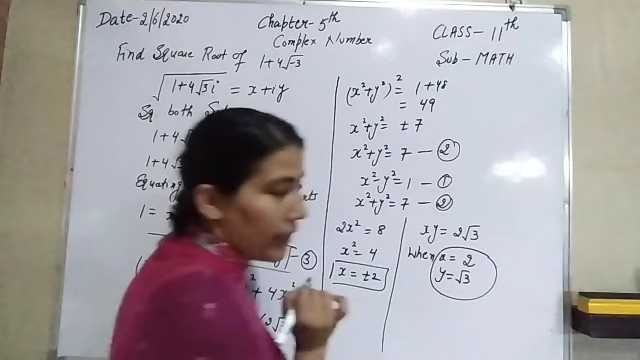 Date-2/6/2020
Chapter-5th
Complex Number
CLASS-11th
Sub-MATH
Find Square Root of 1+4√-3
√1+4√3i = x+iy
Sq. both
1+4√3
1+4√3
Equating
1 =
③
+ 4x²
(x²+y²)² = 1+48
= 49
x²+y² = ±7
x²+y² = 7 — ②
x²-y² = 1 — ①
x²+y² = 7 — ②
2x² = 8
x² = 4
x = ±2
xy = 2√3
When x = 2
y = √3